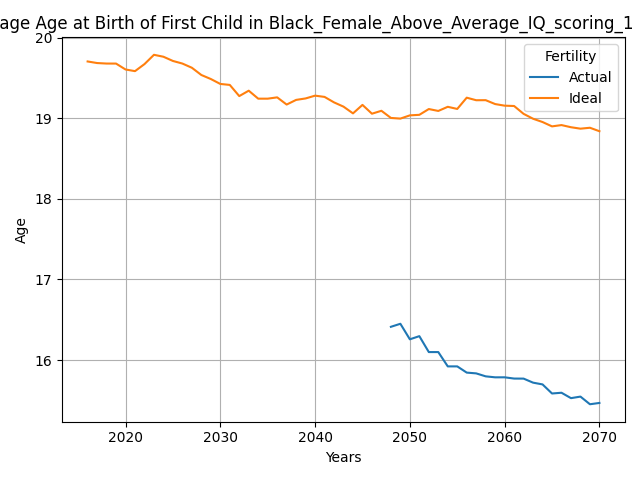 age Age at Birth of First Child in Black_Female_Above_Average_IQ_scoring_1
Fertility
Actual
Ideal
20
19
18
17
16
Age
2020
2030
2040
2050
2060
2070
Years